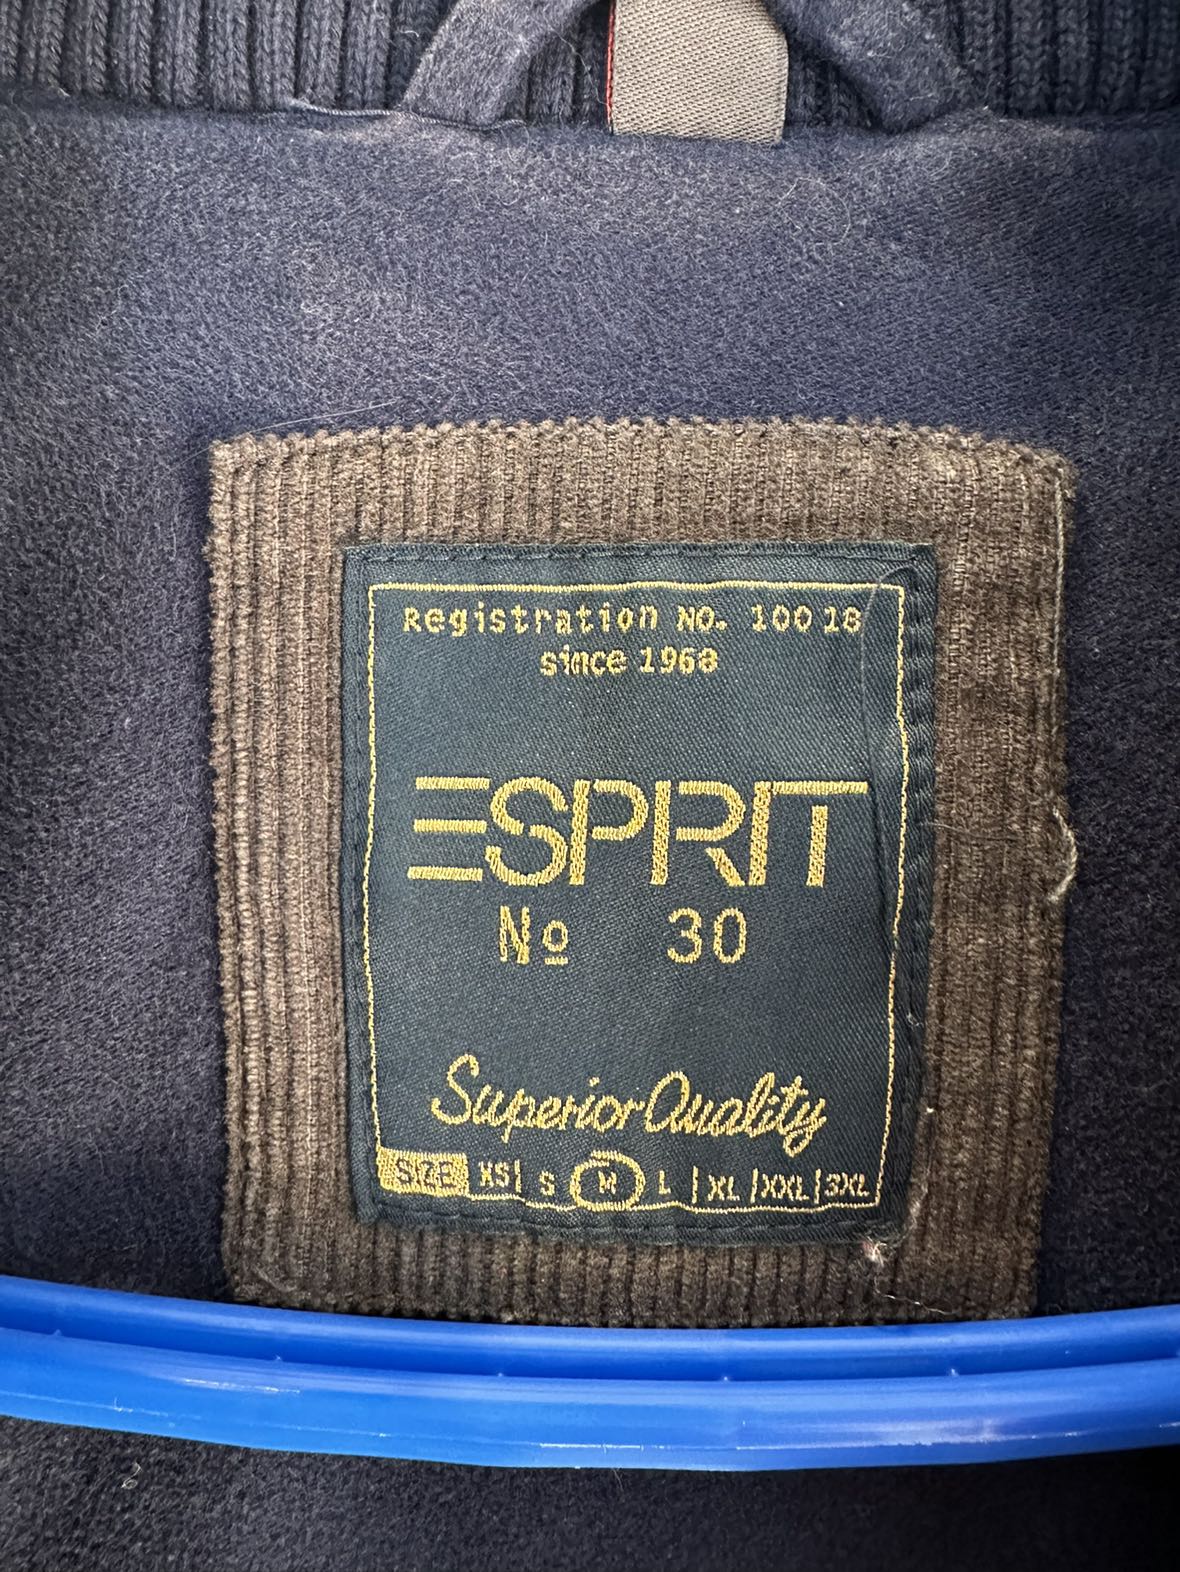 Registration NO. 100 18
since 1968
ESPRIT
Nº 30
Superior Quality
SIZE XS| S M L |XL |XXL|3XL